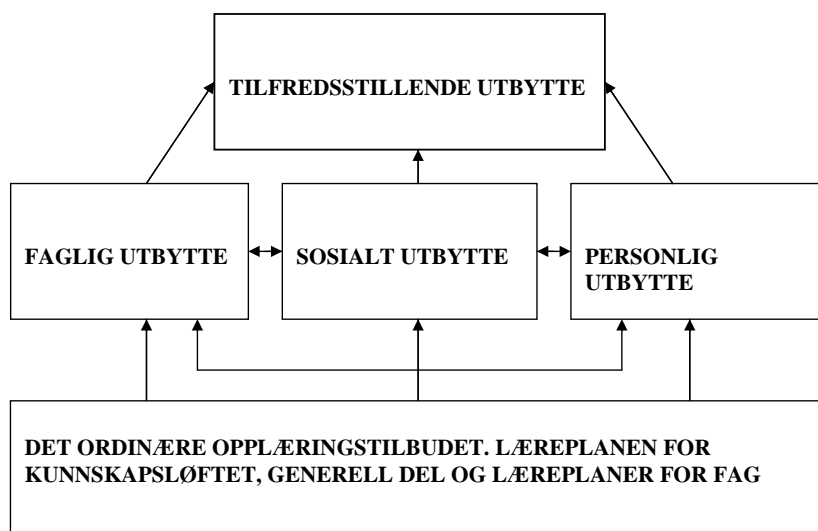 TILFREDSSTILLENDE UTBYTTE
FAGLIG UTBYTTE
SOSIALT UTBYTTE
PERSONLIG
UTBYTTE
DET ORDINÆRE OPPLÆRINGSTILBUDET. LÆREPLANEN FOR
KUNNSKAPSLØFTET, GENERELL DEL OG LÆREPLANER FOR FAG